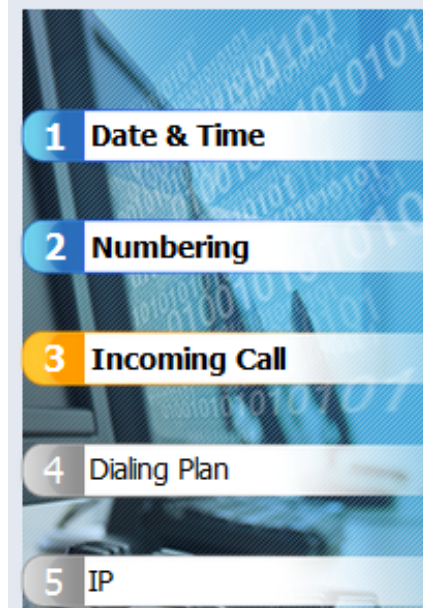 1 Date & Time
2 Numbering
3 Incoming Call
4 Dialing Plan
5 IP